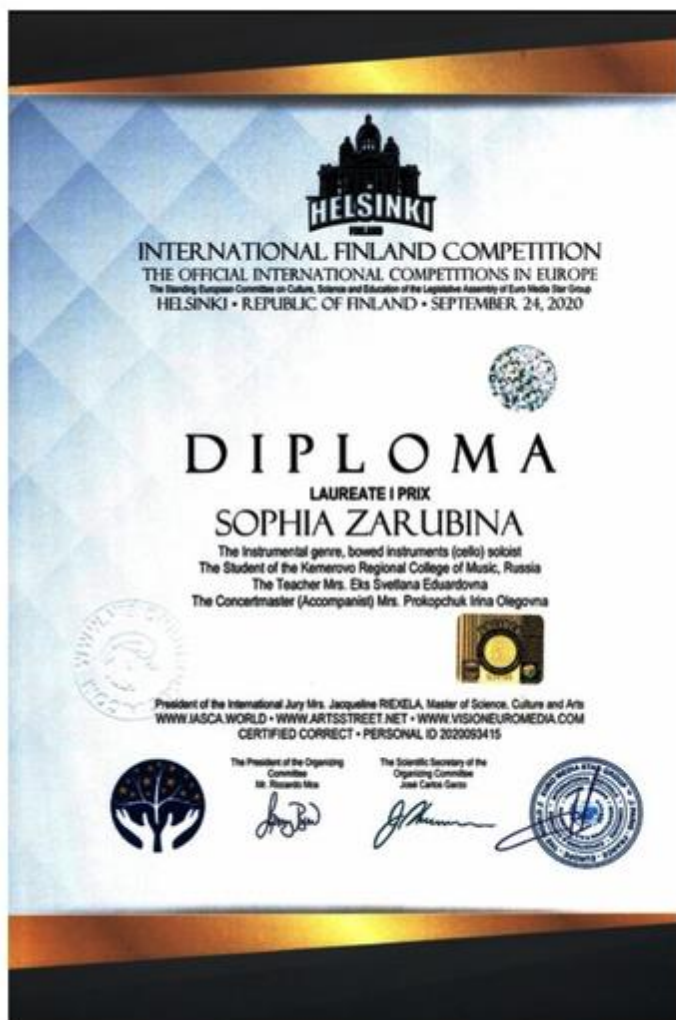 HELSINKI
FINLAND
INTERNATIONAL FINLAND COMPETITION
THE OFFICIAL INTERNATIONAL COMPETITIONS IN EUROPE
The Standing European Committee on Culture, Science and Education of the Legislative Assembly of Euro Media Star Group
HELSINKI • REPUBLIC OF FINLAND • SEPTEMBER 24, 2020
DIPLOMA
LAUREATE I PRIX
SOPHIA ZARUBINA
The Instrumental genre, bowed instruments (cello) soloist
The Student of the Kemerovo Regional College of Music, Russia
The Teacher Mrs. Eks Svetlana Eduardovna
The Concertmaster (Accompanist) Mrs. Prokopchuk Irina Olegovna
President of the International Jury Mrs. Jacqueline RIEXELA, Master of Science, Culture and Arts
WWW.IASCA.WORLD • WWW.ARTSSTREET.NET • WWW.VISIONEUROMEDIA.COM
CERTIFIED CORRECT • PERSONAL ID 2020093415
The President of the Organizing
Committee
Mr. Riccardo
The Scientific Secretary of the
Organizing Committee
José Carlos
EURO MEDIA STAR GROUP